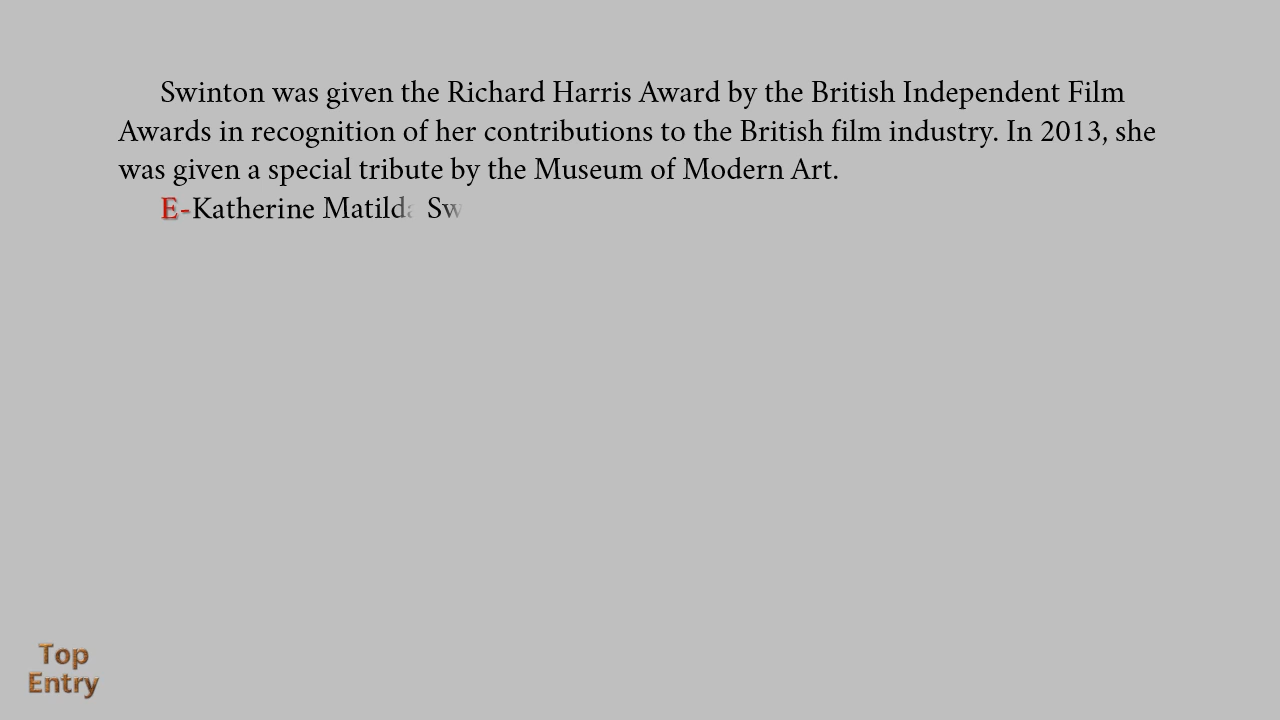 Swinton was given the Richard Harris Award by the British Independent Film
Awards in recognition of her contributions to the British film industry. In 2013, she
was given a special tribute by the Museum of Modern Art.
E-Katherine Matilda Sw
Top
Entry